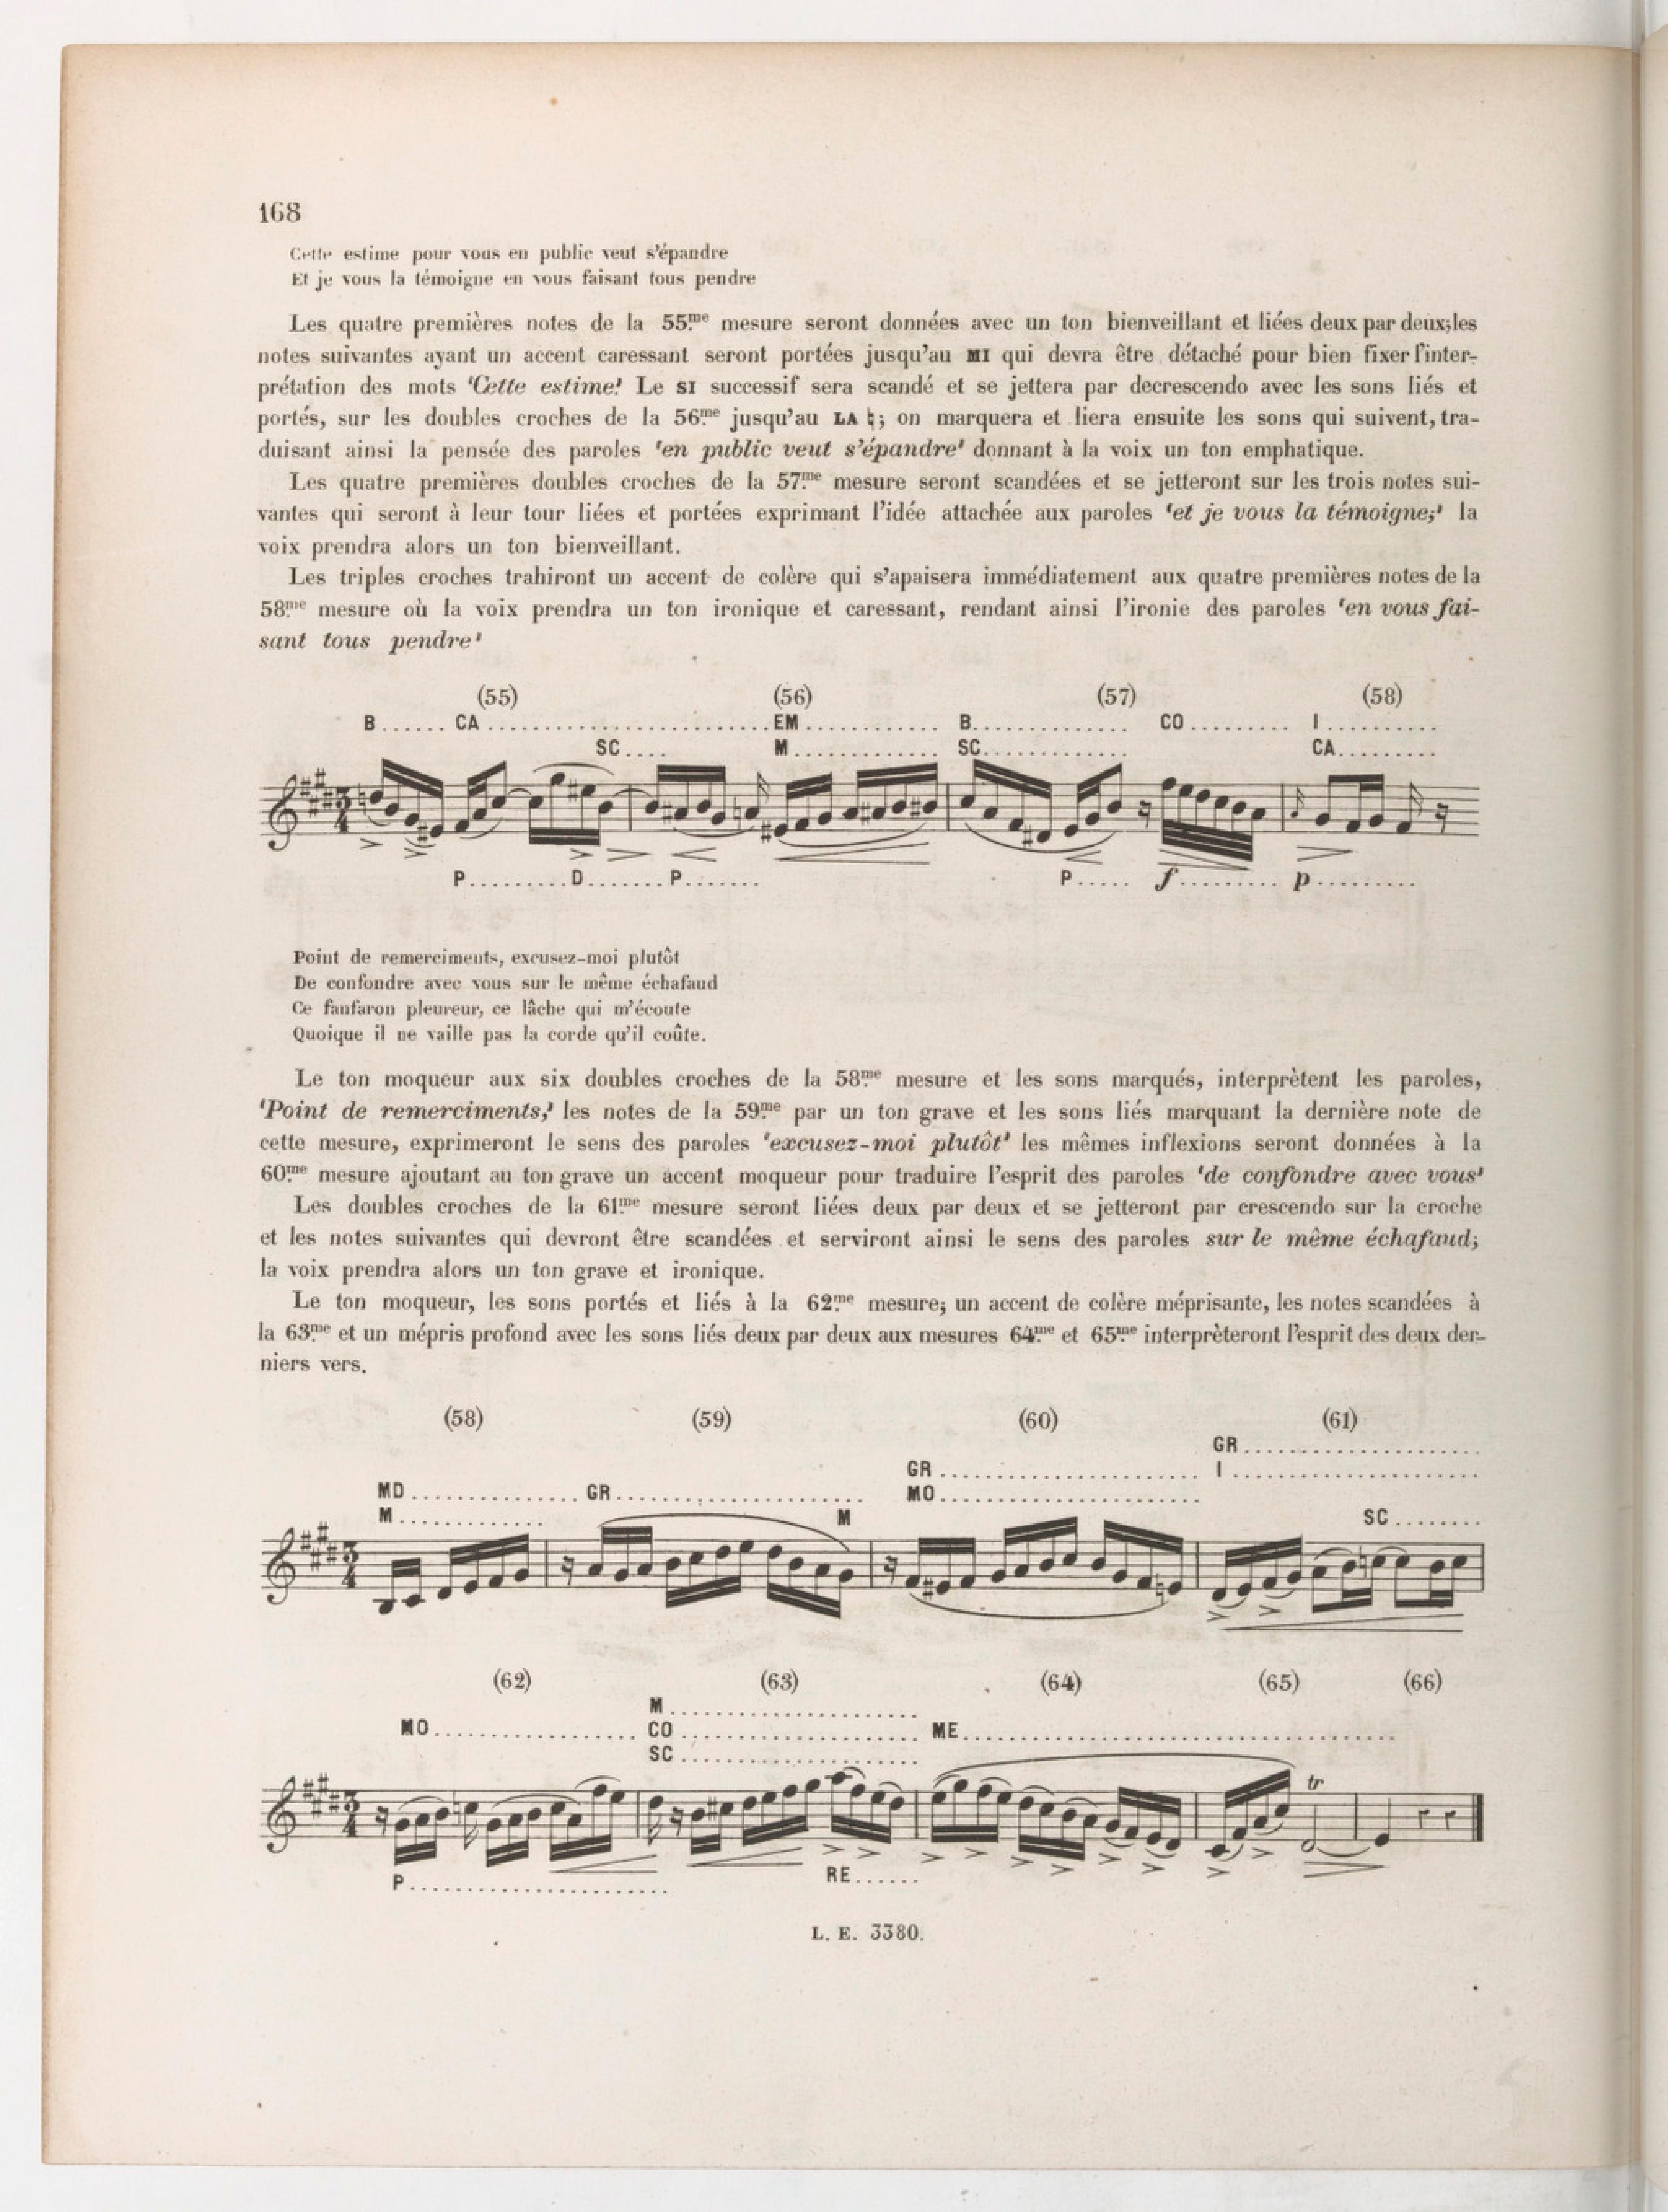 168
Cette estime pour vous en public veut s'épandre
Et je vous la témoigne en vous faisant tous pendre
Les quatre premières notes de la 55.me mesure seront données avec un ton bienveillant et liées deux par deux; les
notes suivantes ayant un accent caressant seront portées jusqu'au MI qui devra être détaché pour bien fixer l'inter-
prétation des mots 'Cette estime.' Le SI successif sera scandé et se jettera par decrescendo avec les sons liés et
portés, sur les doubles croches de la 56.me jusqu'au LA ♮; on marquera et liera ensuite les sons qui suivent, tra-
duisant ainsi la pensée des paroles 'en public veut s'épandre' donnant à la voix un ton emphatique.
Les quatre premières doubles croches de la 57.me mesure seront scandées et se jetteront sur les trois notes sui-
vantes qui seront à leur tour liées et portées exprimant l'idée attachée aux paroles 'et je vous la témoigne;' la
voix prendra alors un ton bienveillant.
Les triples croches trahiront un accent de colère qui s'apaisera immédiatement aux quatre premières notes de la
58.me mesure où la voix prendra un ton ironique et caressant, rendant ainsi l'ironie des paroles 'en vous fai-
sant tous pendre'
(55) (56) (57) (58)
B...... CA.......................... EM............ B.............. CO.......... I...........
SC.... M............. SC............. CA.........
3/4
P.........D.......P....... P..... f.......... p..........
Point de remerciments, excusez-moi plutôt
De confondre avec vous sur le même échafaud
Ce fanfaron pleureur, ce lâche qui m'écoute
Quoique il ne vaille pas la corde qu'il coûte.
Le ton moqueur aux six doubles croches de la 58.me mesure et les sons marqués, interprètent les paroles,
'Point de remerciments,' les notes de la 59.me par un ton grave et les sons liés marquant la dernière note de
cette mesure, exprimeront le sens des paroles 'excusez-moi plutôt' les mêmes inflexions seront données à la
60.me mesure ajoutant au ton grave un accent moqueur pour traduire l'esprit des paroles 'de confondre avec vous'
Les doubles croches de la 61.me mesure seront liées deux par deux et se jetteront par crescendo sur la croche
et les notes suivantes qui devront être scandées et serviront ainsi le sens des paroles sur le même échafaud;
la voix prendra alors un ton grave et ironique.
Le ton moqueur, les sons portés et liés à la 62.me mesure; un accent de colère méprisante, les notes scandées à
la 63.me et un mépris profond avec les sons liés deux par deux aux mesures 64.me et 65.me interprèteront l'esprit des deux der-
niers vers.
(58) (59) (60) (61)
GR.......................
GR....................... I........................
MO............... GR....................... MO.......................
M............. M SC........
3/4
(62) (63) (64) (65) (66)
M.......................
MO.................. CO...................... ME.......................................
SC......................
tr
3/4
P....................... RE......
L. E. 3380.